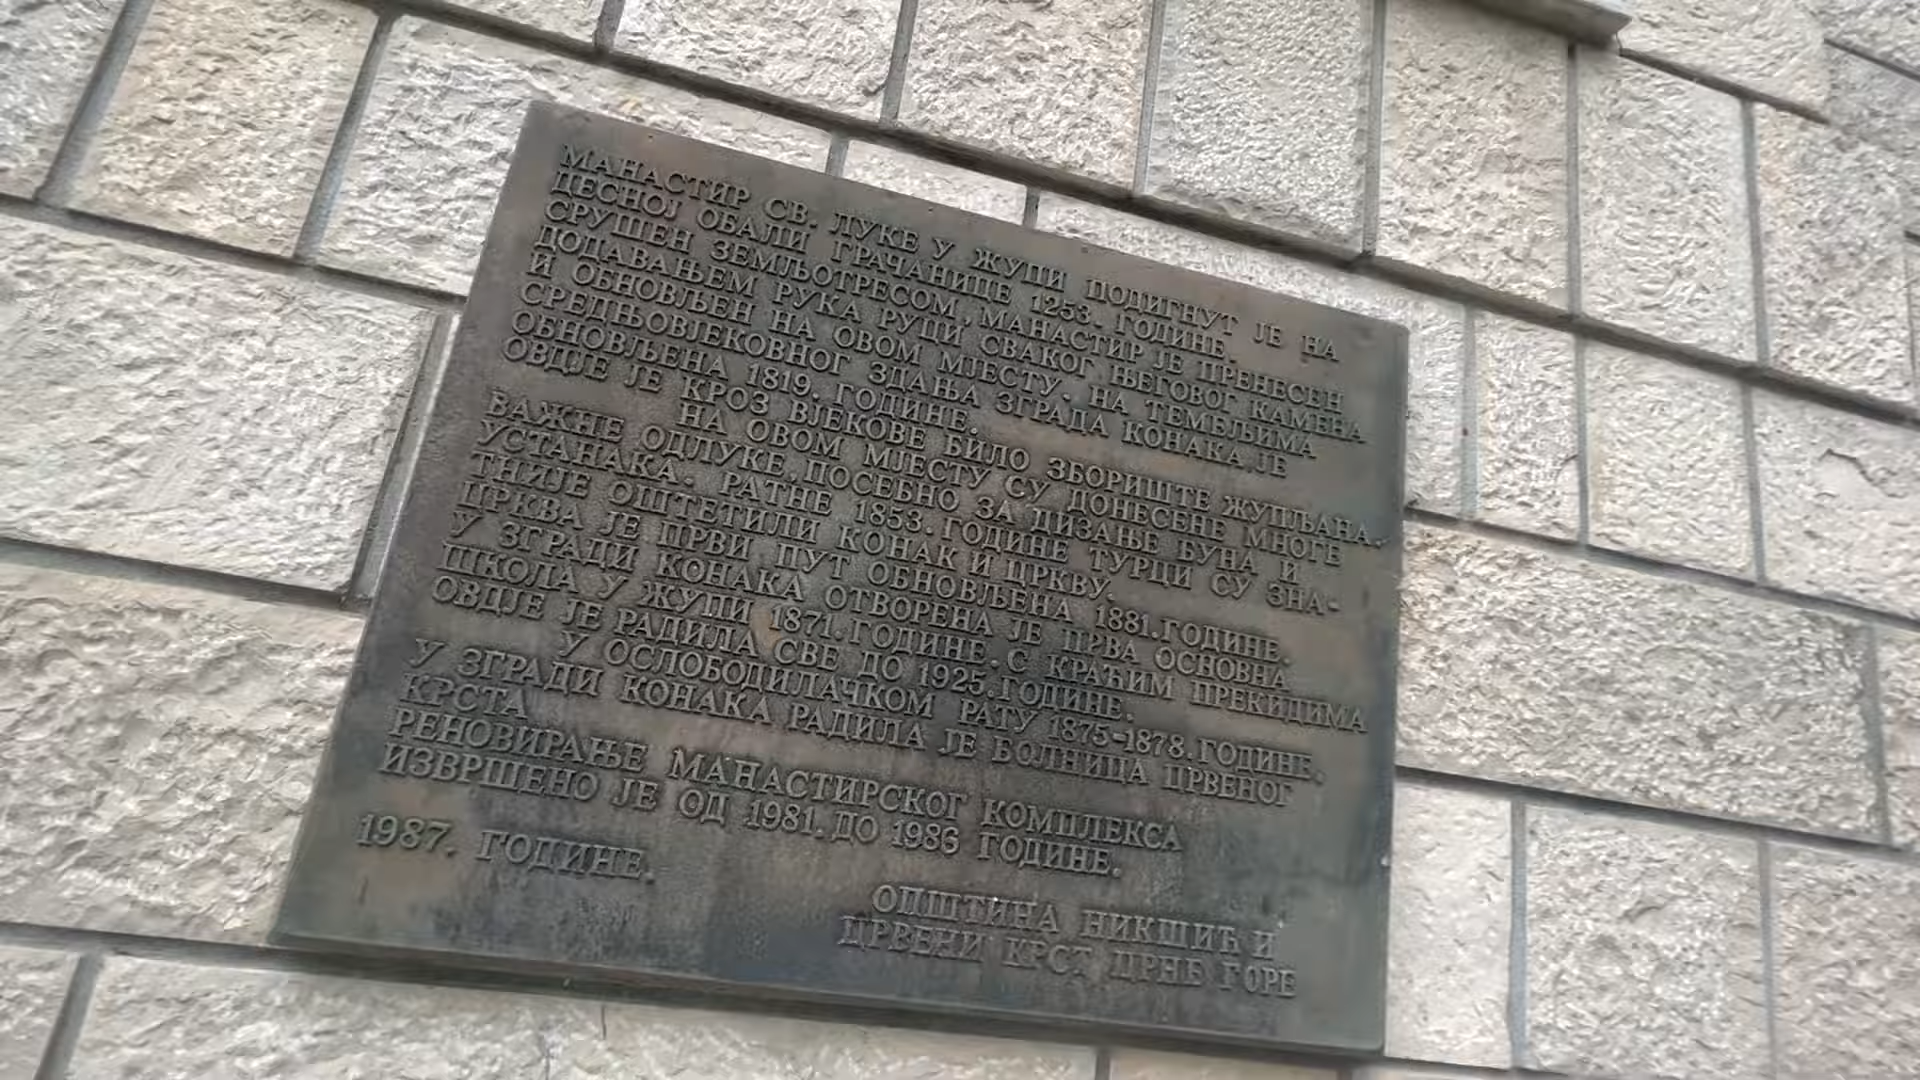 МАНАСТИР СВ. ЛУКЕ У ЖУПИ ПОДИГНУТ ЈЕ НА
ДЕСНОЈ ОБАЛИ ГРАЧАНИЦЕ 1253. ГОДИНЕ.
СРУШЕН ЗЕМЉОТРЕСОМ, МАНАСТИР ЈЕ ПРЕНЕСЕН
ДОДАВАЊЕМ РУКА РУЦИ СВАКОГ ЊЕГОВОГ КАМЕНА
И ОБНОВЉЕН НА ОВОМ МЈЕСТУ. НА ТЕМЕЉИМА
СРЕДЊОВЈЕКОВНОГ ЗДАЊА ЗГРАДА КОНАКА ЈЕ
ОБНОВЉЕНА 1819. ГОДИНЕ.
ОВДЈЕ ЈЕ КРОЗ ВЈЕКОВЕ БИЛО ЗБОРИШТЕ ЖУПЉАНА.
НА ОВОМ МЈЕСТУ СУ ДОНЕСЕНЕ МНОГЕ
ВАЖНЕ ОДЛУКЕ, ПОСЕБНО ЗА ДИЗАЊЕ БУНА И
УСТАНАКА. РАТНЕ 1853. ГОДИНЕ ТУРЦИ СУ ЗНА-
ТНИЈЕ ОШТЕТИЛИ КОНАК И ЦРКВУ.
ЦРКВА ЈЕ ПРВИ ПУТ ОБНОВЉЕНА 1881. ГОДИНЕ.
У ЗГРАДИ КОНАКА ОТВОРЕНА ЈЕ ПРВА ОСНОВНА
ШКОЛА У ЖУПИ 1871. ГОДИНЕ. С КРАЋИМ ПРЕКИДИМА
ОВДЈЕ ЈЕ РАДИЛА СВЕ ДО 1925. ГОДИНЕ.
У ОСЛОБОДИЛАЧКОМ РАТУ 1875-1878. ГОДИНЕ,
У ЗГРАДИ КОНАКА РАДИЛА ЈЕ БОЛНИЦА ЦРВЕНОГ
КРСТА
РЕНОВИРАЊЕ МАНАСТИРСКОГ КОМПЛЕКСА
ИЗВРШЕНО ЈЕ ОД 1981. ДО 1986 ГОДИНЕ.
1987. ГОДИНЕ.
ОПШТИНА НИКШИЋ И
ЦРВЕНИ КРСТ ЦРНЕ ГОРЕ